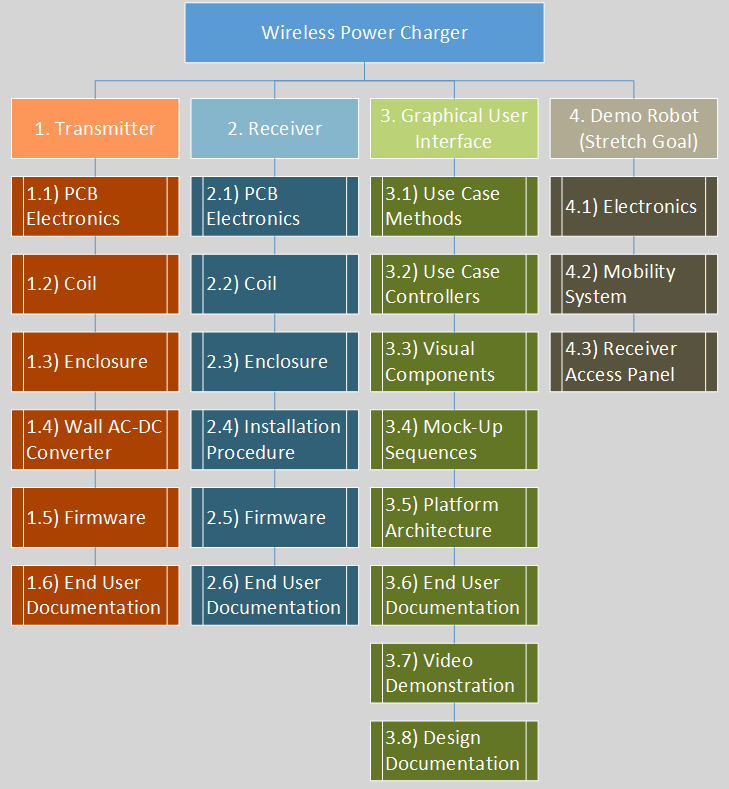 Wireless Power Charger
1. Transmitter
2. Receiver
3. Graphical User
Interface
4. Demo Robot
(Stretch Goal)
1.1) PCB
Electronics
1.2) Coil
1.3) Enclosure
1.4) Wall AC-DC
Converter
1.5) Firmware
1.6) End User
Documentation
2.1) PCB
Electronics
2.2) Coil
2.3) Enclosure
2.4) Installation
Procedure
2.5) Firmware
2.6) End User
Documentation
3.1) Use Case
Methods
3.2) Use Case
Controllers
3.3) Visual
Components
3.4) Mock-Up
Sequences
3.5) Platform
Architecture
3.6) End User
Documentation
3.7) Video
Demonstration
3.8) Design
Documentation
4.1) Electronics
4.2) Mobility
System
4.3) Receiver
Access Panel